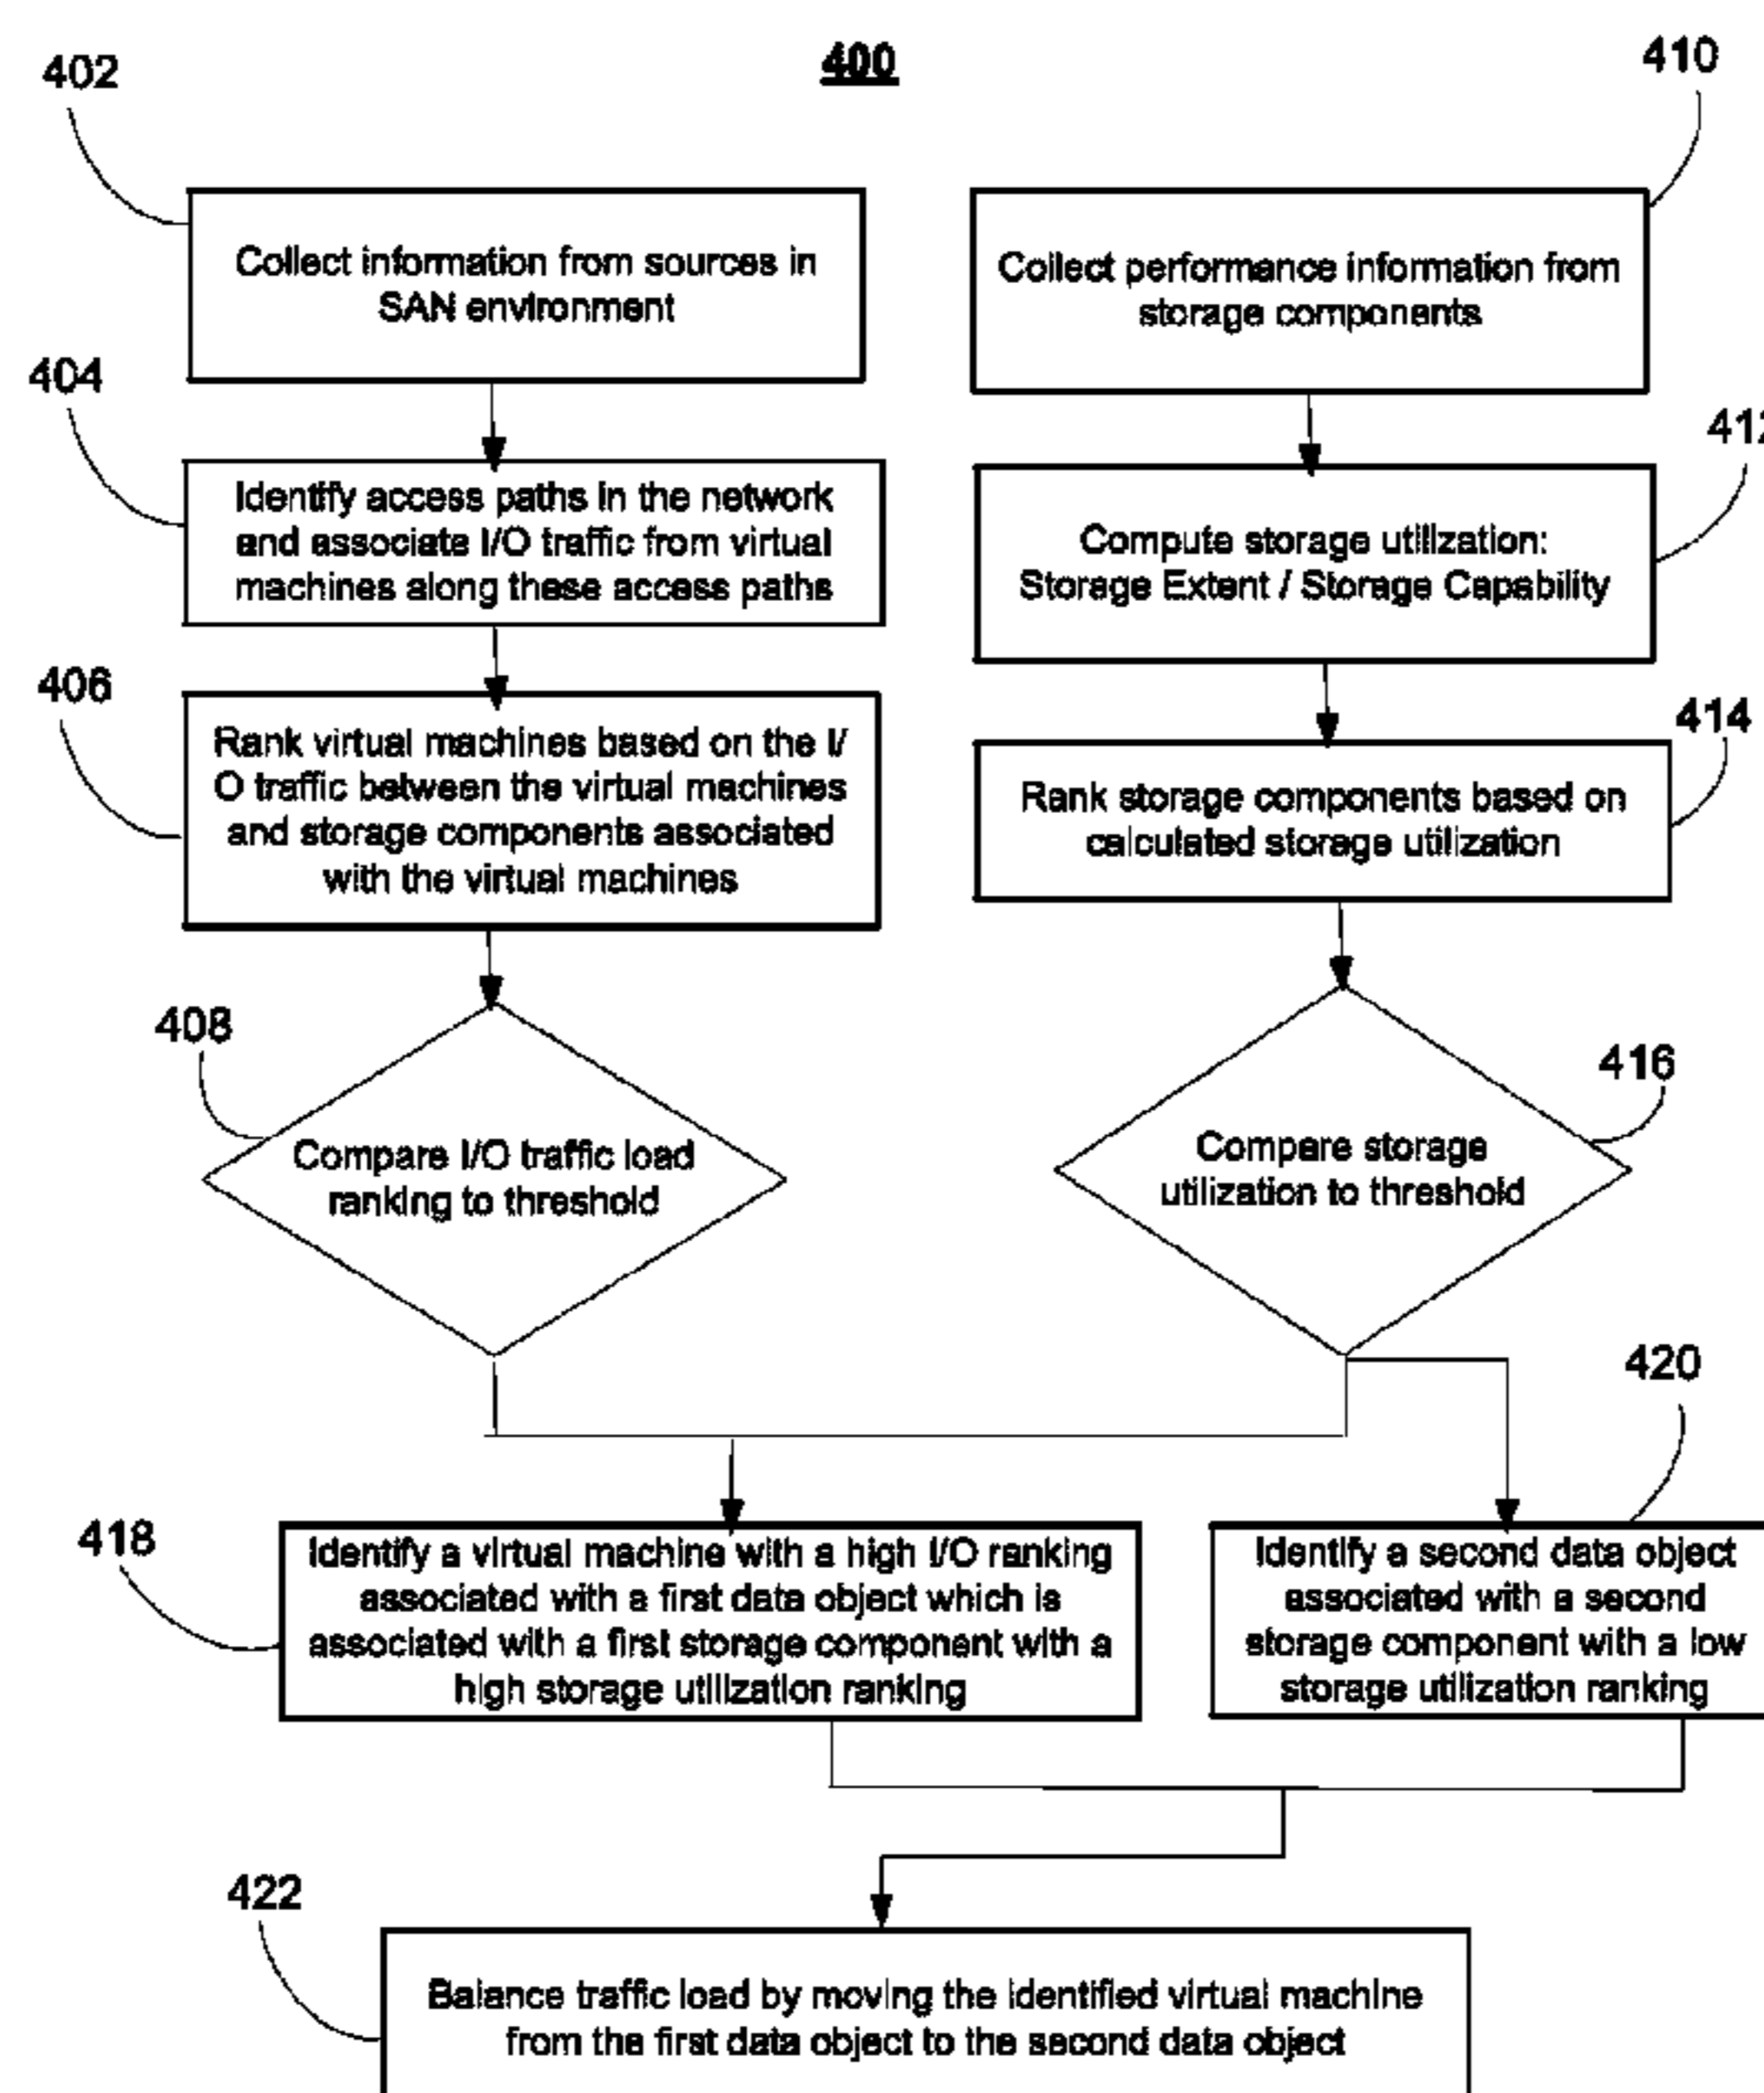 400
402
410
Collect information from sources in
SAN environment
Collect performance information from
storage components
404
412
Identify access paths in the network
and associate I/O traffic from virtual
machines along these access paths
Compute storage utilization:
Storage Extent / Storage Capability
406
414
Rank virtual machines based on the I/
O traffic between the virtual machines
and storage components associated
with the virtual machines
Rank storage components based on
calculated storage utilization
408
416
Compare I/O traffic load
ranking to threshold
Compare storage
utilization to threshold
420
418
Identify a virtual machine with a high I/O ranking
associated with a first data object which is
associated with a first storage component with a
high storage utilization ranking
Identify a second data object
associated with a second
storage component with a low
storage utilization ranking
422
Balance traffic load by moving the identified virtual machine
from the first data object to the second data object